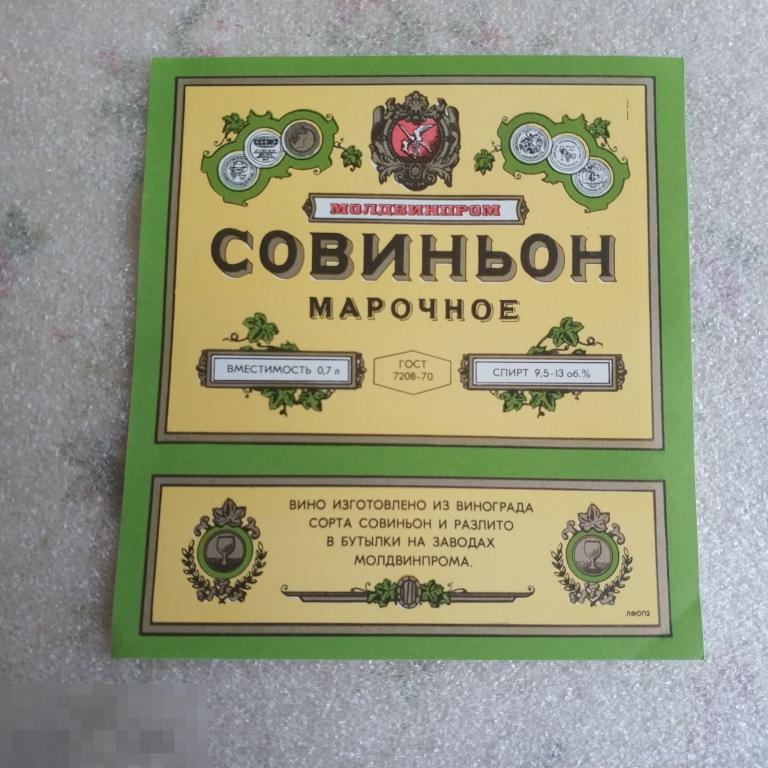 МОЛДВИНПРОМ
СОВИНЬОН
МАРОЧНОЕ
ВМЕСТИМОСТЬ 0,7 л
ГОСТ
7208-70
СПИРТ 9,5-13 об.%
ВИНО ИЗГОТОВЛЕНО ИЗ ВИНОГРАДА
СОРТА СОВИНЬОН И РАЗЛИТО
В БУТЫЛКИ НА ЗАВОДАХ
МОЛДВИНПРОМА.
ЛФОП2